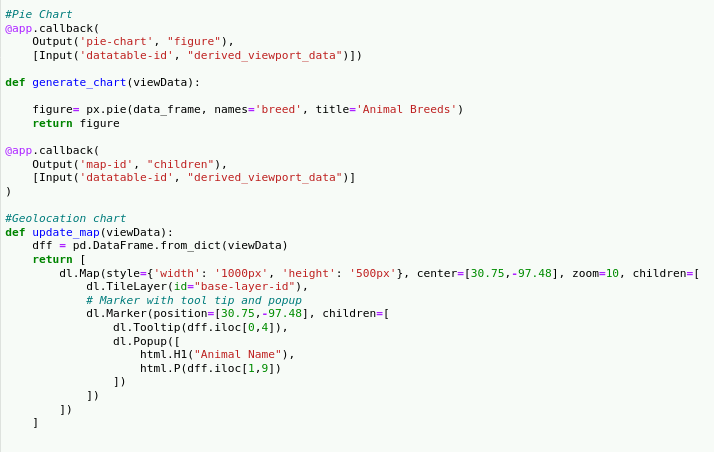 #Pie Chart
@app.callback(
    Output('pie-chart', "figure"),
    [Input('datatable-id', "derived_viewport_data")])

def generate_chart(viewData):

    figure= px.pie(data_frame, names='breed', title='Animal Breeds')
    return figure

@app.callback(
    Output('map-id', "children"),
    [Input('datatable-id', "derived_viewport_data")]
)

#Geolocation chart
def update_map(viewData):
    dff = pd.DataFrame.from_dict(viewData)
    return [
        dl.Map(style={'width': '1000px', 'height': '500px'}, center=[30.75,-97.48], zoom=10, children=[
            dl.TileLayer(id="base-layer-id"),
            # Marker with tool tip and popup
            dl.Marker(position=[30.75,-97.48], children=[
                dl.Tooltip(dff.iloc[0,4]),
                dl.Popup([
                    html.H1("Animal Name"),
                    html.P(dff.iloc[1,9])
                ])
            ])
        ])
    ]